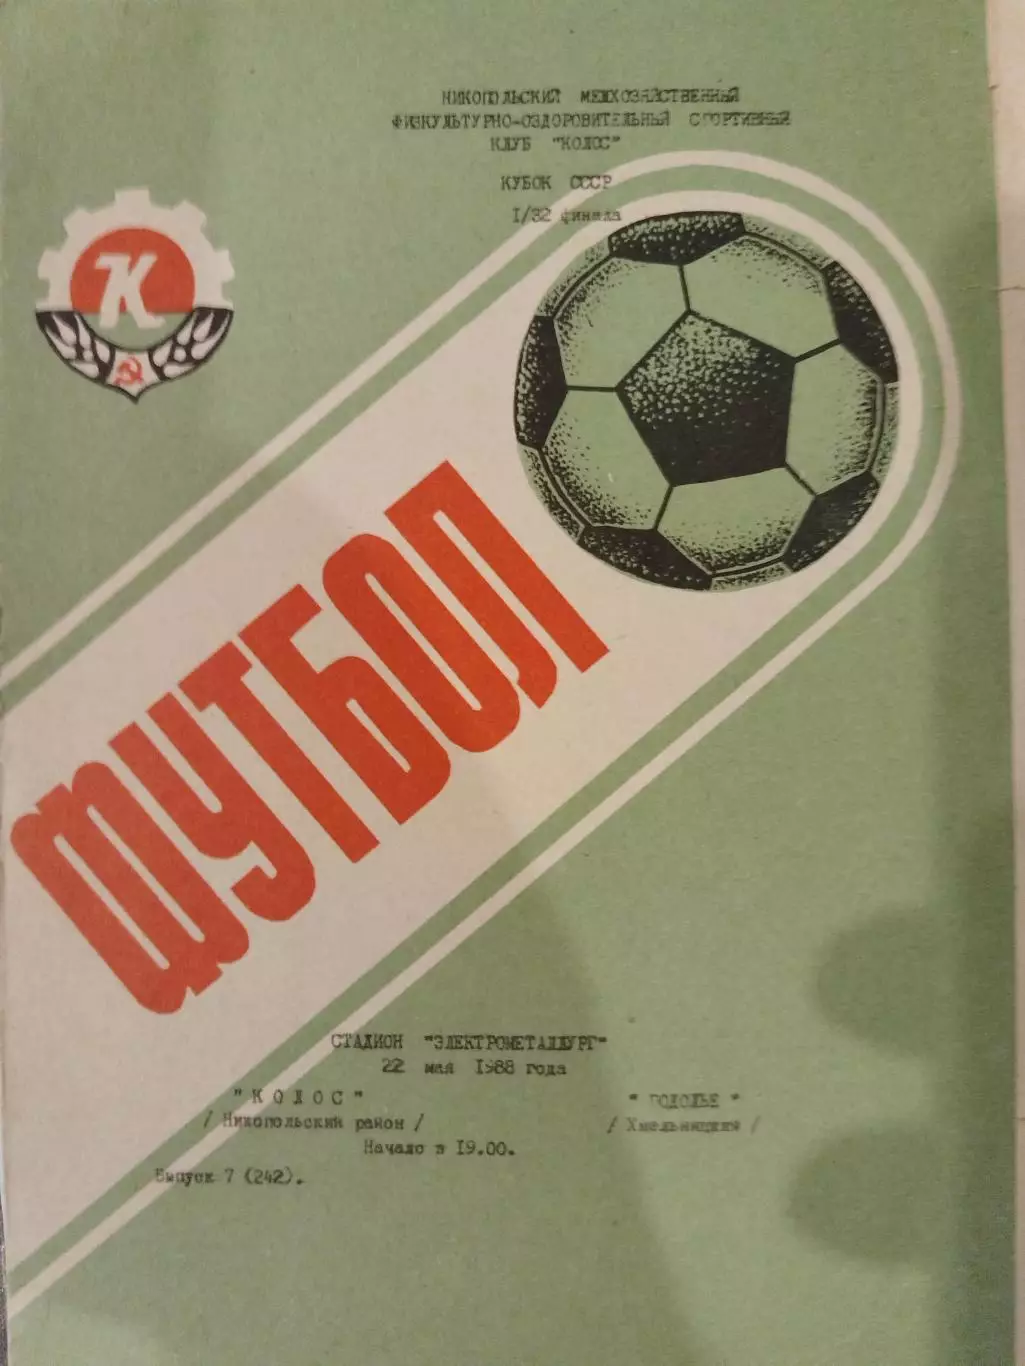 НИКОПОЛЬСКИЙ МЕЖХОЗЯЙСТВЕННЫЙ
ФИЗКУЛЬТУРНО-ОЗДОРОВИТЕЛЬНЫЙ СПОРТИВНЫЙ
КЛУБ "КОЛОС"
КУБОК СССР
I/32 финала
К
ФУТБОЛ
СТАДИОН "ЭЛЕКТРОМЕТАЛЛУРГ"
22 мая 1988 года
"КОЛОС" "ПОДОЛЬЕ"
/ Никопольский район / / Хмельницкий /
Начало в 19.00.
Выпуск 7 (242).